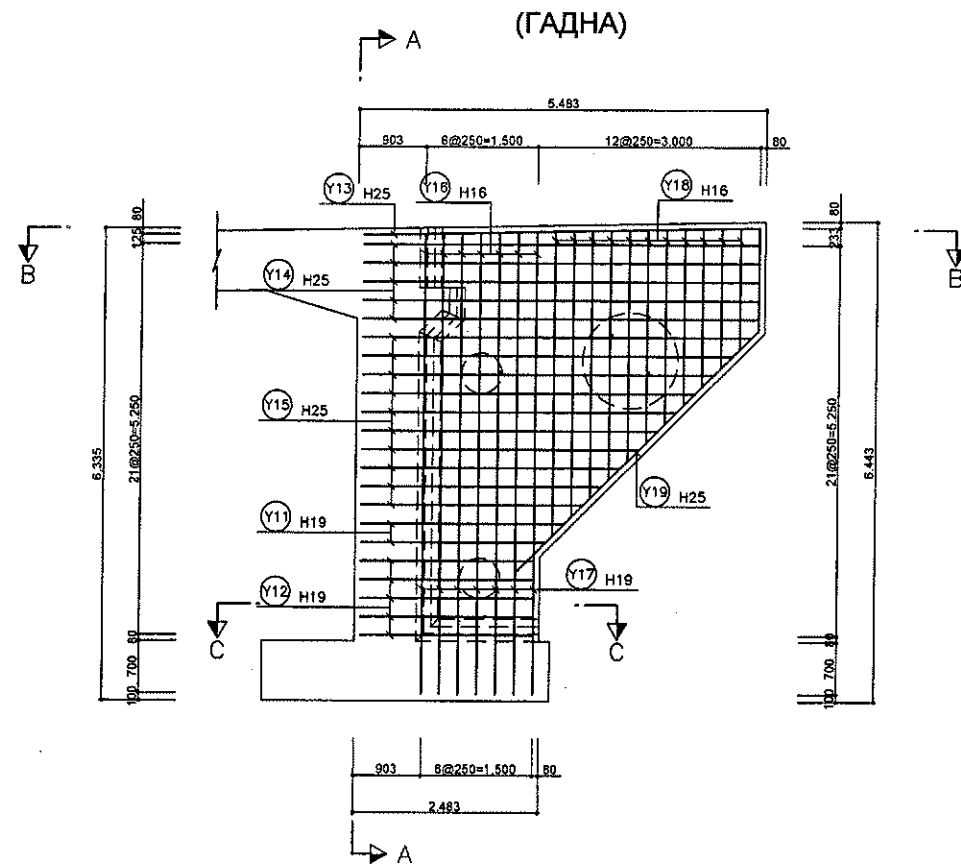 (ГАДНА)
A
5.483
903 6@250=1.500 12@250=3.000 80
Y13 H25 Y16 H16 Y18 H16
80
125
80
233
B
B
Y14 H25
Y15 H25
6.335
21@250=5.250
21@250=5.250
6.443
Y19 H25
Y11 H19
Y17 H19
Y12 H19
C
C
80
700
100
80
700
100
903 6@250=1.500 80
2.483
A